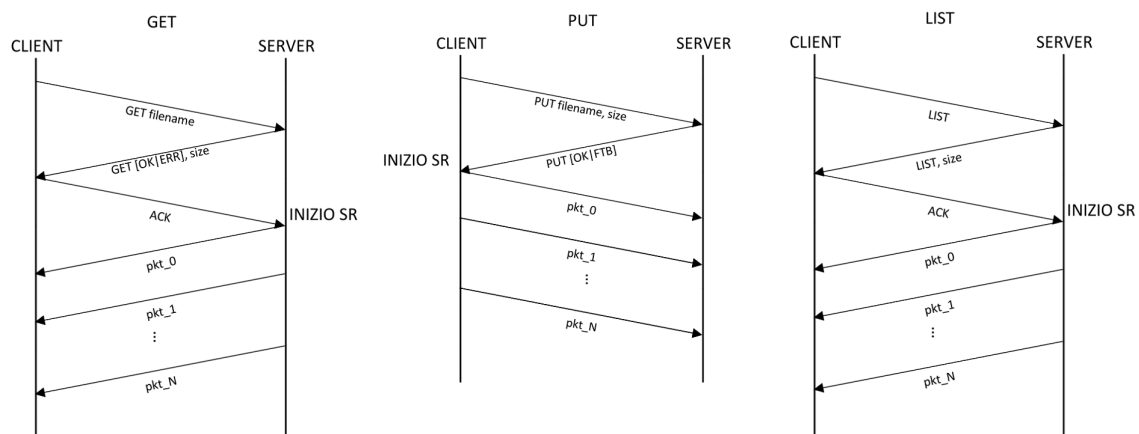 GET
CLIENT
SERVER
GET filename
GET [OK|ERR], size
ACK
INIZIO SR
pkt_0
pkt_1
...
pkt_N
PUT
CLIENT
SERVER
PUT filename, size
PUT [OK|FTB]
INIZIO SR
pkt_0
pkt_1
...
pkt_N
LIST
CLIENT
SERVER
LIST
LIST, size
ACK
INIZIO SR
pkt_0
pkt_1
...
pkt_N